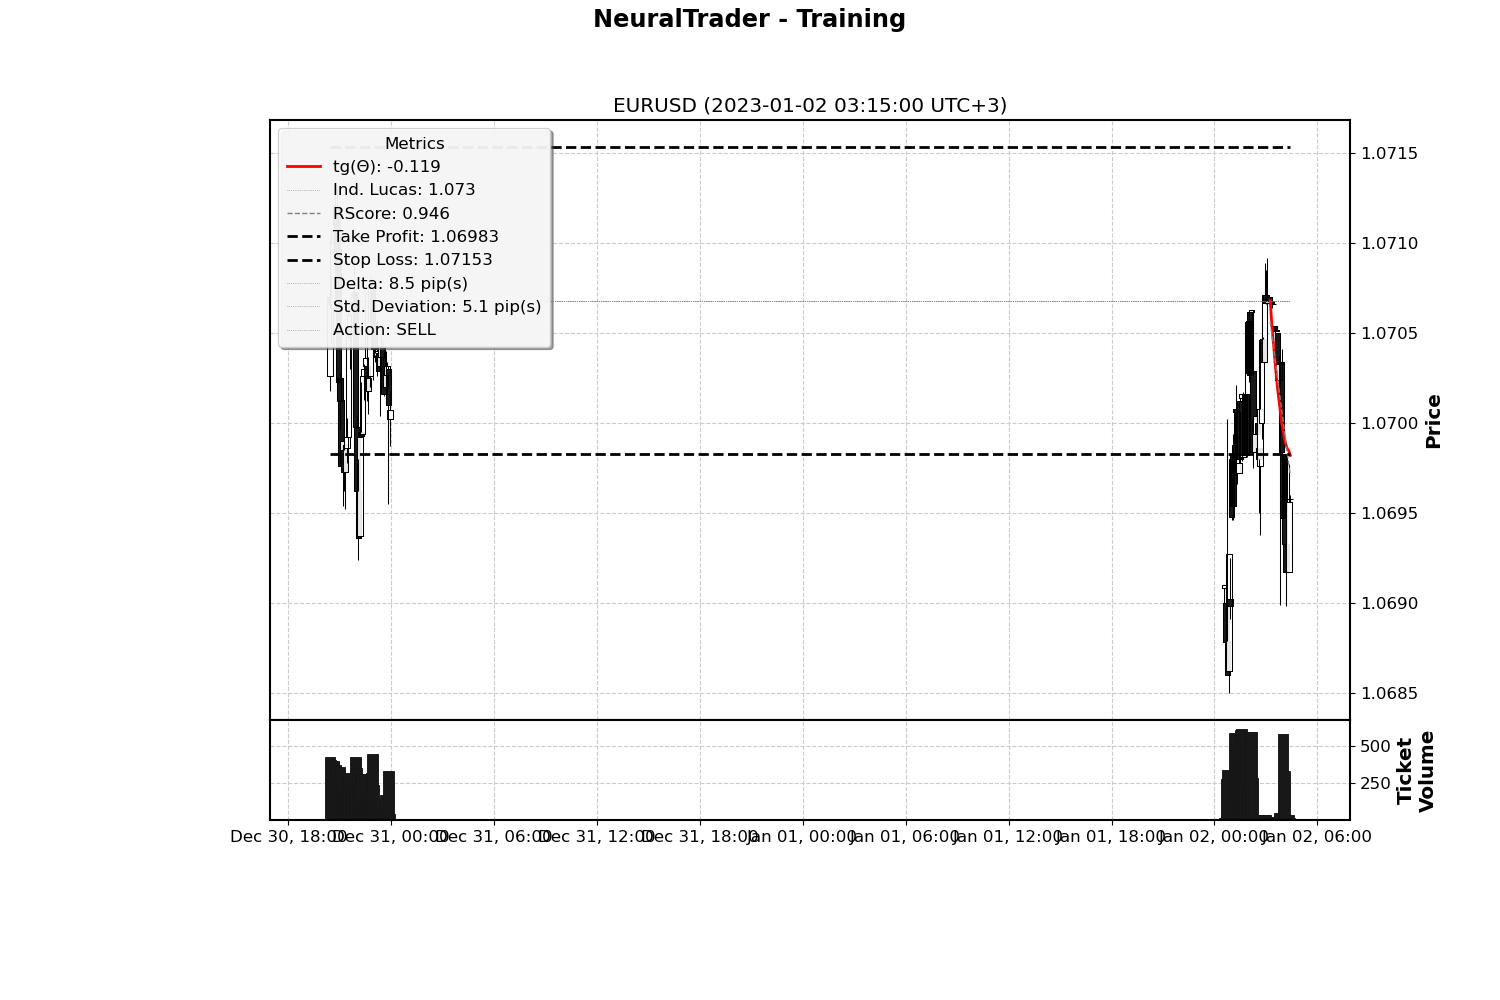 NeuralTrader - Training
EURUSD (2023-01-02 03:15:00 UTC+3)
Metrics
tg(Θ): -0.119
Ind. Lucas: 1.073
RScore: 0.946
Take Profit: 1.06983
Stop Loss: 1.07153
Delta: 8.5 pip(s)
Std. Deviation: 5.1 pip(s)
Action: SELL
1.0715
1.0710
1.0705
1.0700
1.0695
1.0690
1.0685
Price
500
250
Ticket
Volume
Dec 30, 18:00
Dec 31, 00:00
Dec 31, 06:00
Dec 31, 12:00
Dec 31, 18:00
Jan 01, 00:00
Jan 01, 06:00
Jan 01, 12:00
Jan 01, 18:00
Jan 02, 00:00
Jan 02, 06:00